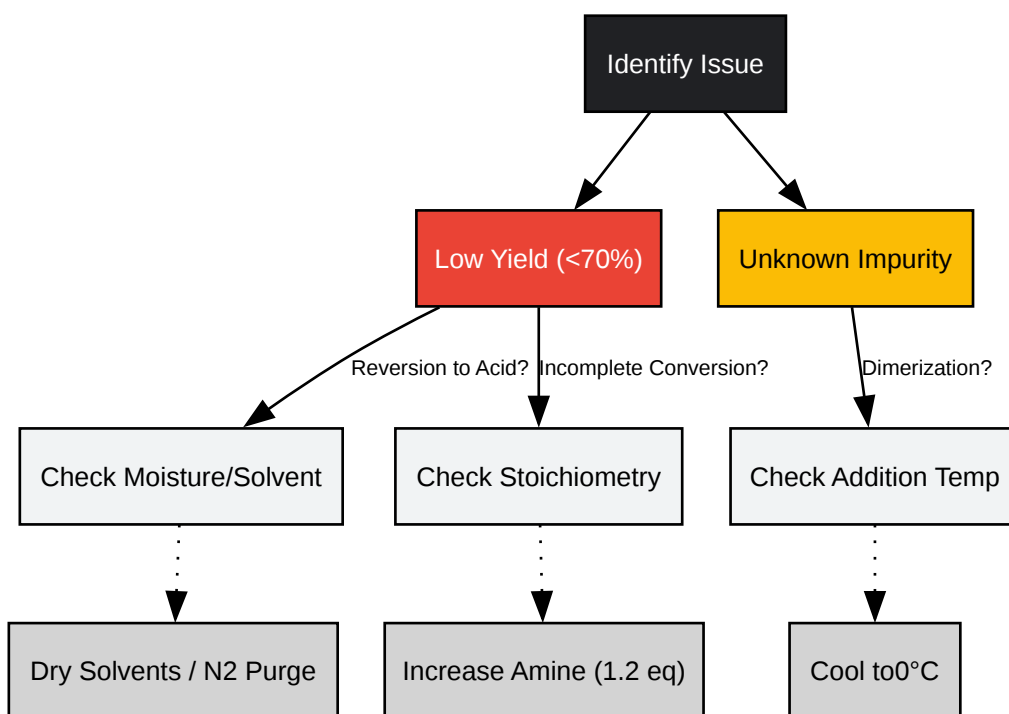 Identify Issue
Low Yield (<70%)
Unknown Impurity
Reversion to Acid?
Incomplete Conversion?
Dimerization?
Check Moisture/Solvent
Check Stoichiometry
Check Addition Temp
Dry Solvents / N2 Purge
Increase Amine (1.2 eq)
Cool to0°C